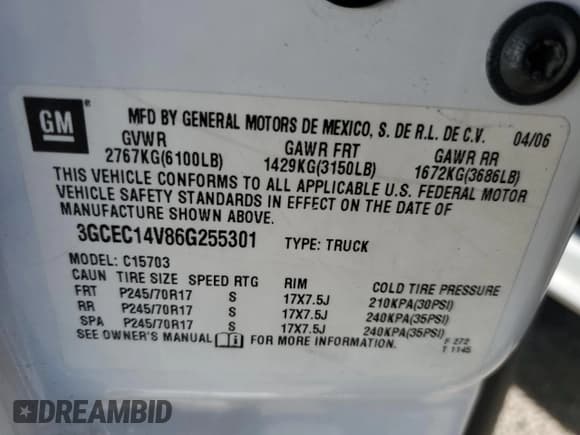 GM ®
MFD BY GENERAL MOTORS DE MEXICO, S. DE R.L. DE C.V. 04/06
GVWR GAWR FRT GAWR RR
2767KG(6100LB) 1429KG(3150LB) 1672KG(3686LB)
THIS VEHICLE CONFORMS TO ALL APPLICABLE U.S. FEDERAL MOTOR
VEHICLE SAFETY STANDARDS IN EFFECT ON THE DATE OF
MANUFACTURE SHOWN ABOVE.
3GCEC14V86G255301 TYPE: TRUCK
MODEL: C15703
CAUN TIRE SIZE SPEED RTG RIM COLD TIRE PRESSURE
FRT P245/70R17 S 17X7.5J 210KPA(30PSI)
RR P245/70R17 S 17X7.5J 240KPA(35PSI)
SPA P245/70R17 S 17X7.5J 240KPA(35PSI)
SEE OWNER'S MANUAL FOR MORE INFORMATION. F 272
T 1145
DREAMBID